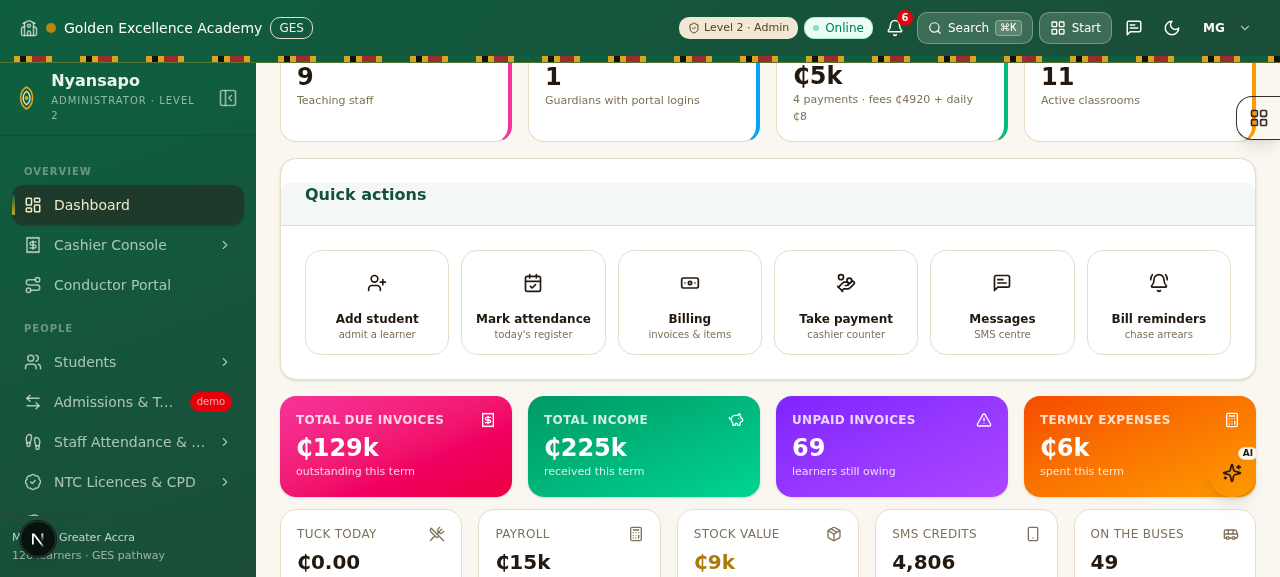 Golden Excellence Academy GES
Level 2 · Admin
Online
6
Search ⌘K
Start
MG
Nyansapo
ADMINISTRATOR · LEVEL
2
OVERVIEW
Dashboard
Cashier Console
Conductor Portal
PEOPLE
Students
Admissions & T... demo
Staff Attendance & ...
NTC Licences & CPD
Greater Accra
N
· GES pathway
9
Teaching staff
1
Guardians with portal logins
₵5k
4 payments · fees ₵4920 + daily
₵8
11
Active classrooms
Quick actions
Add student
admit a learner
Mark attendance
today's register
Billing
invoices & items
Take payment
cashier counter
Messages
SMS centre
Bill reminders
chase arrears
TOTAL DUE INVOICES
₵129k
outstanding this term
TOTAL INCOME
₵225k
received this term
UNPAID INVOICES
69
learners still owing
TERMLY EXPENSES
₵6k
spent this term
AI
TUCK TODAY
₵0.00
PAYROLL
₵15k
STOCK VALUE
₵9k
SMS CREDITS
4,806
ON THE BUSES
49